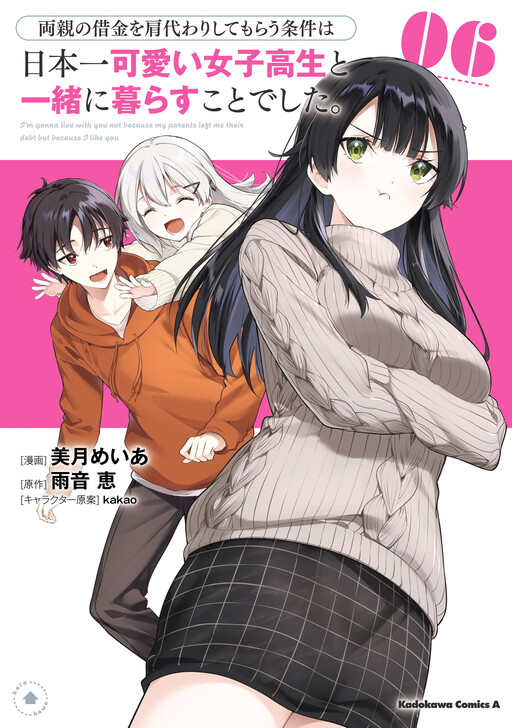 両親の借金を肩代わりしてもらう条件は
日本一可愛い女子高生と
一緒に暮らすことでした。
06
I'm gonna live with you not because my parents left me their
debt but because I like you
[漫画] 美月めいあ
[原作] 雨音 恵
[キャラクター原案] kakao
Kadokawa Comics A